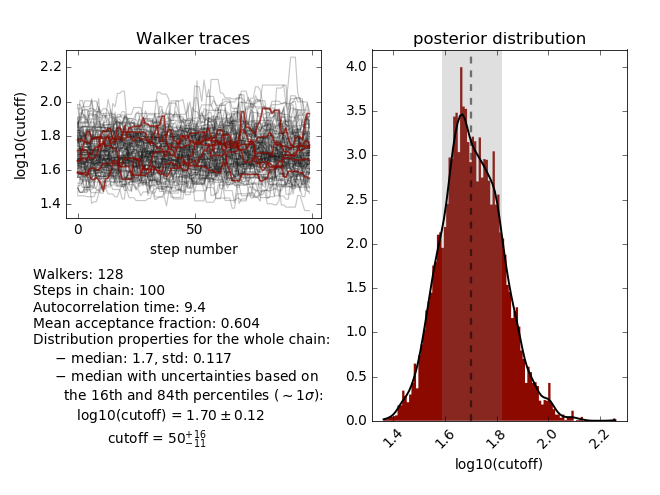 Walker traces
log10(cutoff)
2.2
2.0
1.8
1.6
1.4
0
50
100
step number
Walkers: 128
Steps in chain: 100
Autocorrelation time: 9.4
Mean acceptance fraction: 0.604
Distribution properties for the whole chain:
− median: 1.7, std: 0.117
− median with uncertainties based on
the 16th and 84th percentiles (∼1σ):
log10(cutoff) = 1.70 ± 0.12
cutoff = 50^{+16}_{−11}
posterior distribution
4.0
3.5
3.0
2.5
2.0
1.5
1.0
0.5
0.0
1.4
1.6
1.8
2.0
2.2
log10(cutoff)